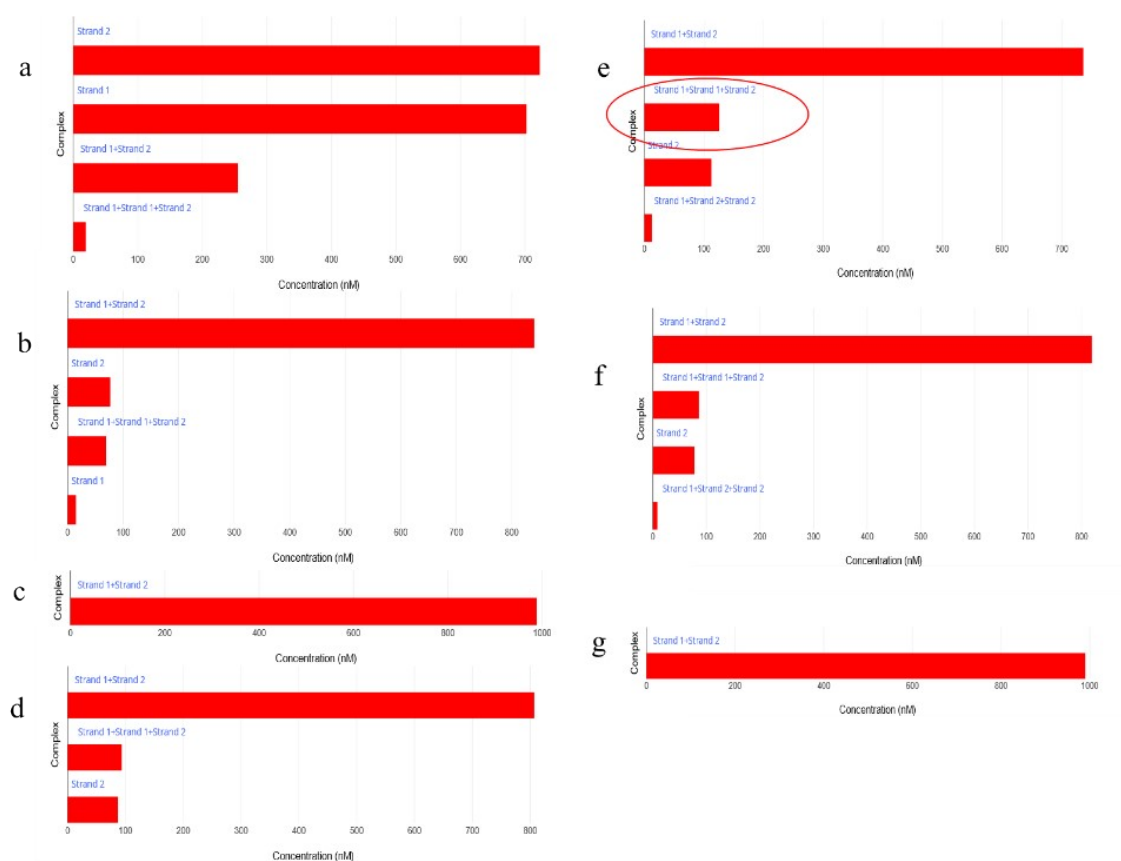 a
Complex
Strand 2
Strand 1
Strand 1+Strand 2
Strand 1+Strand 1+Strand 2
0 100 200 300 400 500 600 700
Concentration (nM)
b
Complex
Strand 1+Strand 2
Strand 2
Strand 1+Strand 1+Strand 2
Strand 1
0 100 200 300 400 500 600 700 800
Concentration (nM)
c
Complex
Strand 1+Strand 2
0 200 400 600 800 1000
Concentration (nM)
d
Complex
Strand 1+Strand 2
Strand 1+Strand 1+Strand 2
Strand 2
0 100 200 300 400 500 600 700 800
Concentration (nM)
e
Complex
Strand 1+Strand 2
Strand 1+Strand 1+Strand 2
Strand 2
Strand 1+Strand 2+Strand 2
0 100 200 300 400 500 600 700
Concentration (nM)
f
Complex
Strand 1+Strand 2
Strand 1+Strand 1+Strand 2
Strand 2
Strand 1+Strand 2+Strand 2
0 100 200 300 400 500 600 700 800
Concentration (nM)
g
Complex
Strand 1+Strand 2
0 200 400 600 800 1000
Concentration (nM)